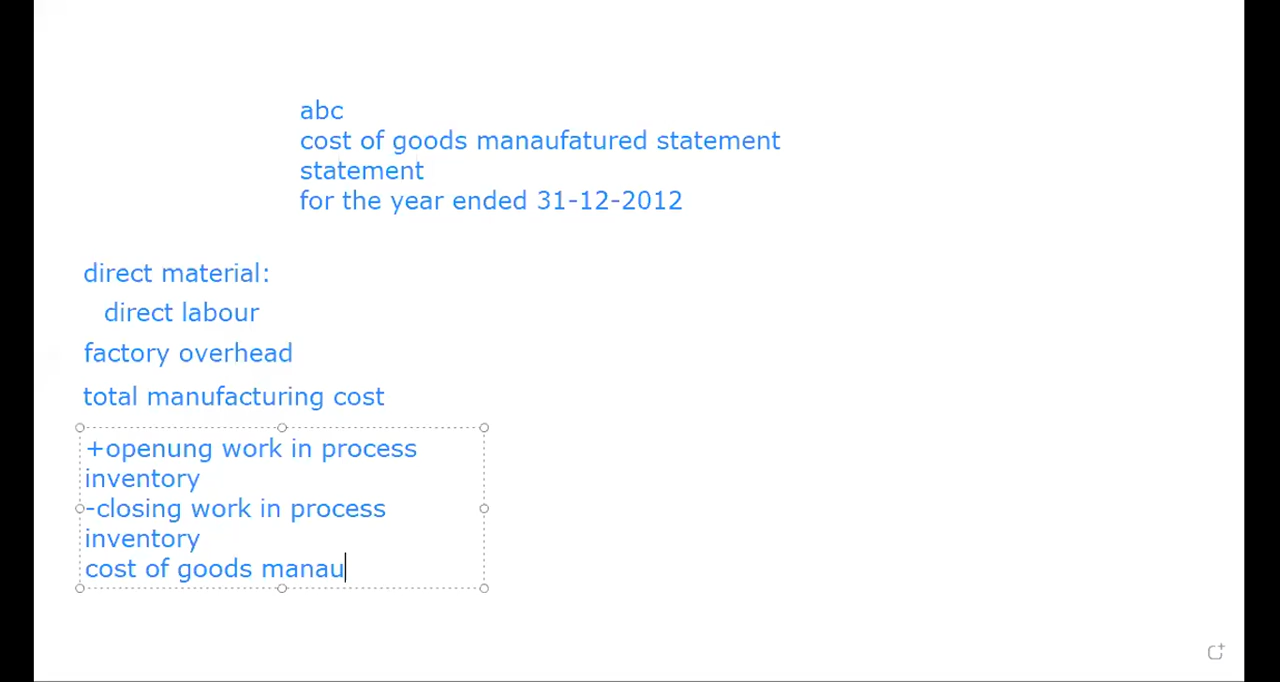 abc
cost of goods manaufatured statement
statement
for the year ended 31-12-2012
direct material:
direct labour
factory overhead
total manufacturing cost
+openung work in process
inventory
-closing work in process
inventory
cost of goods manau